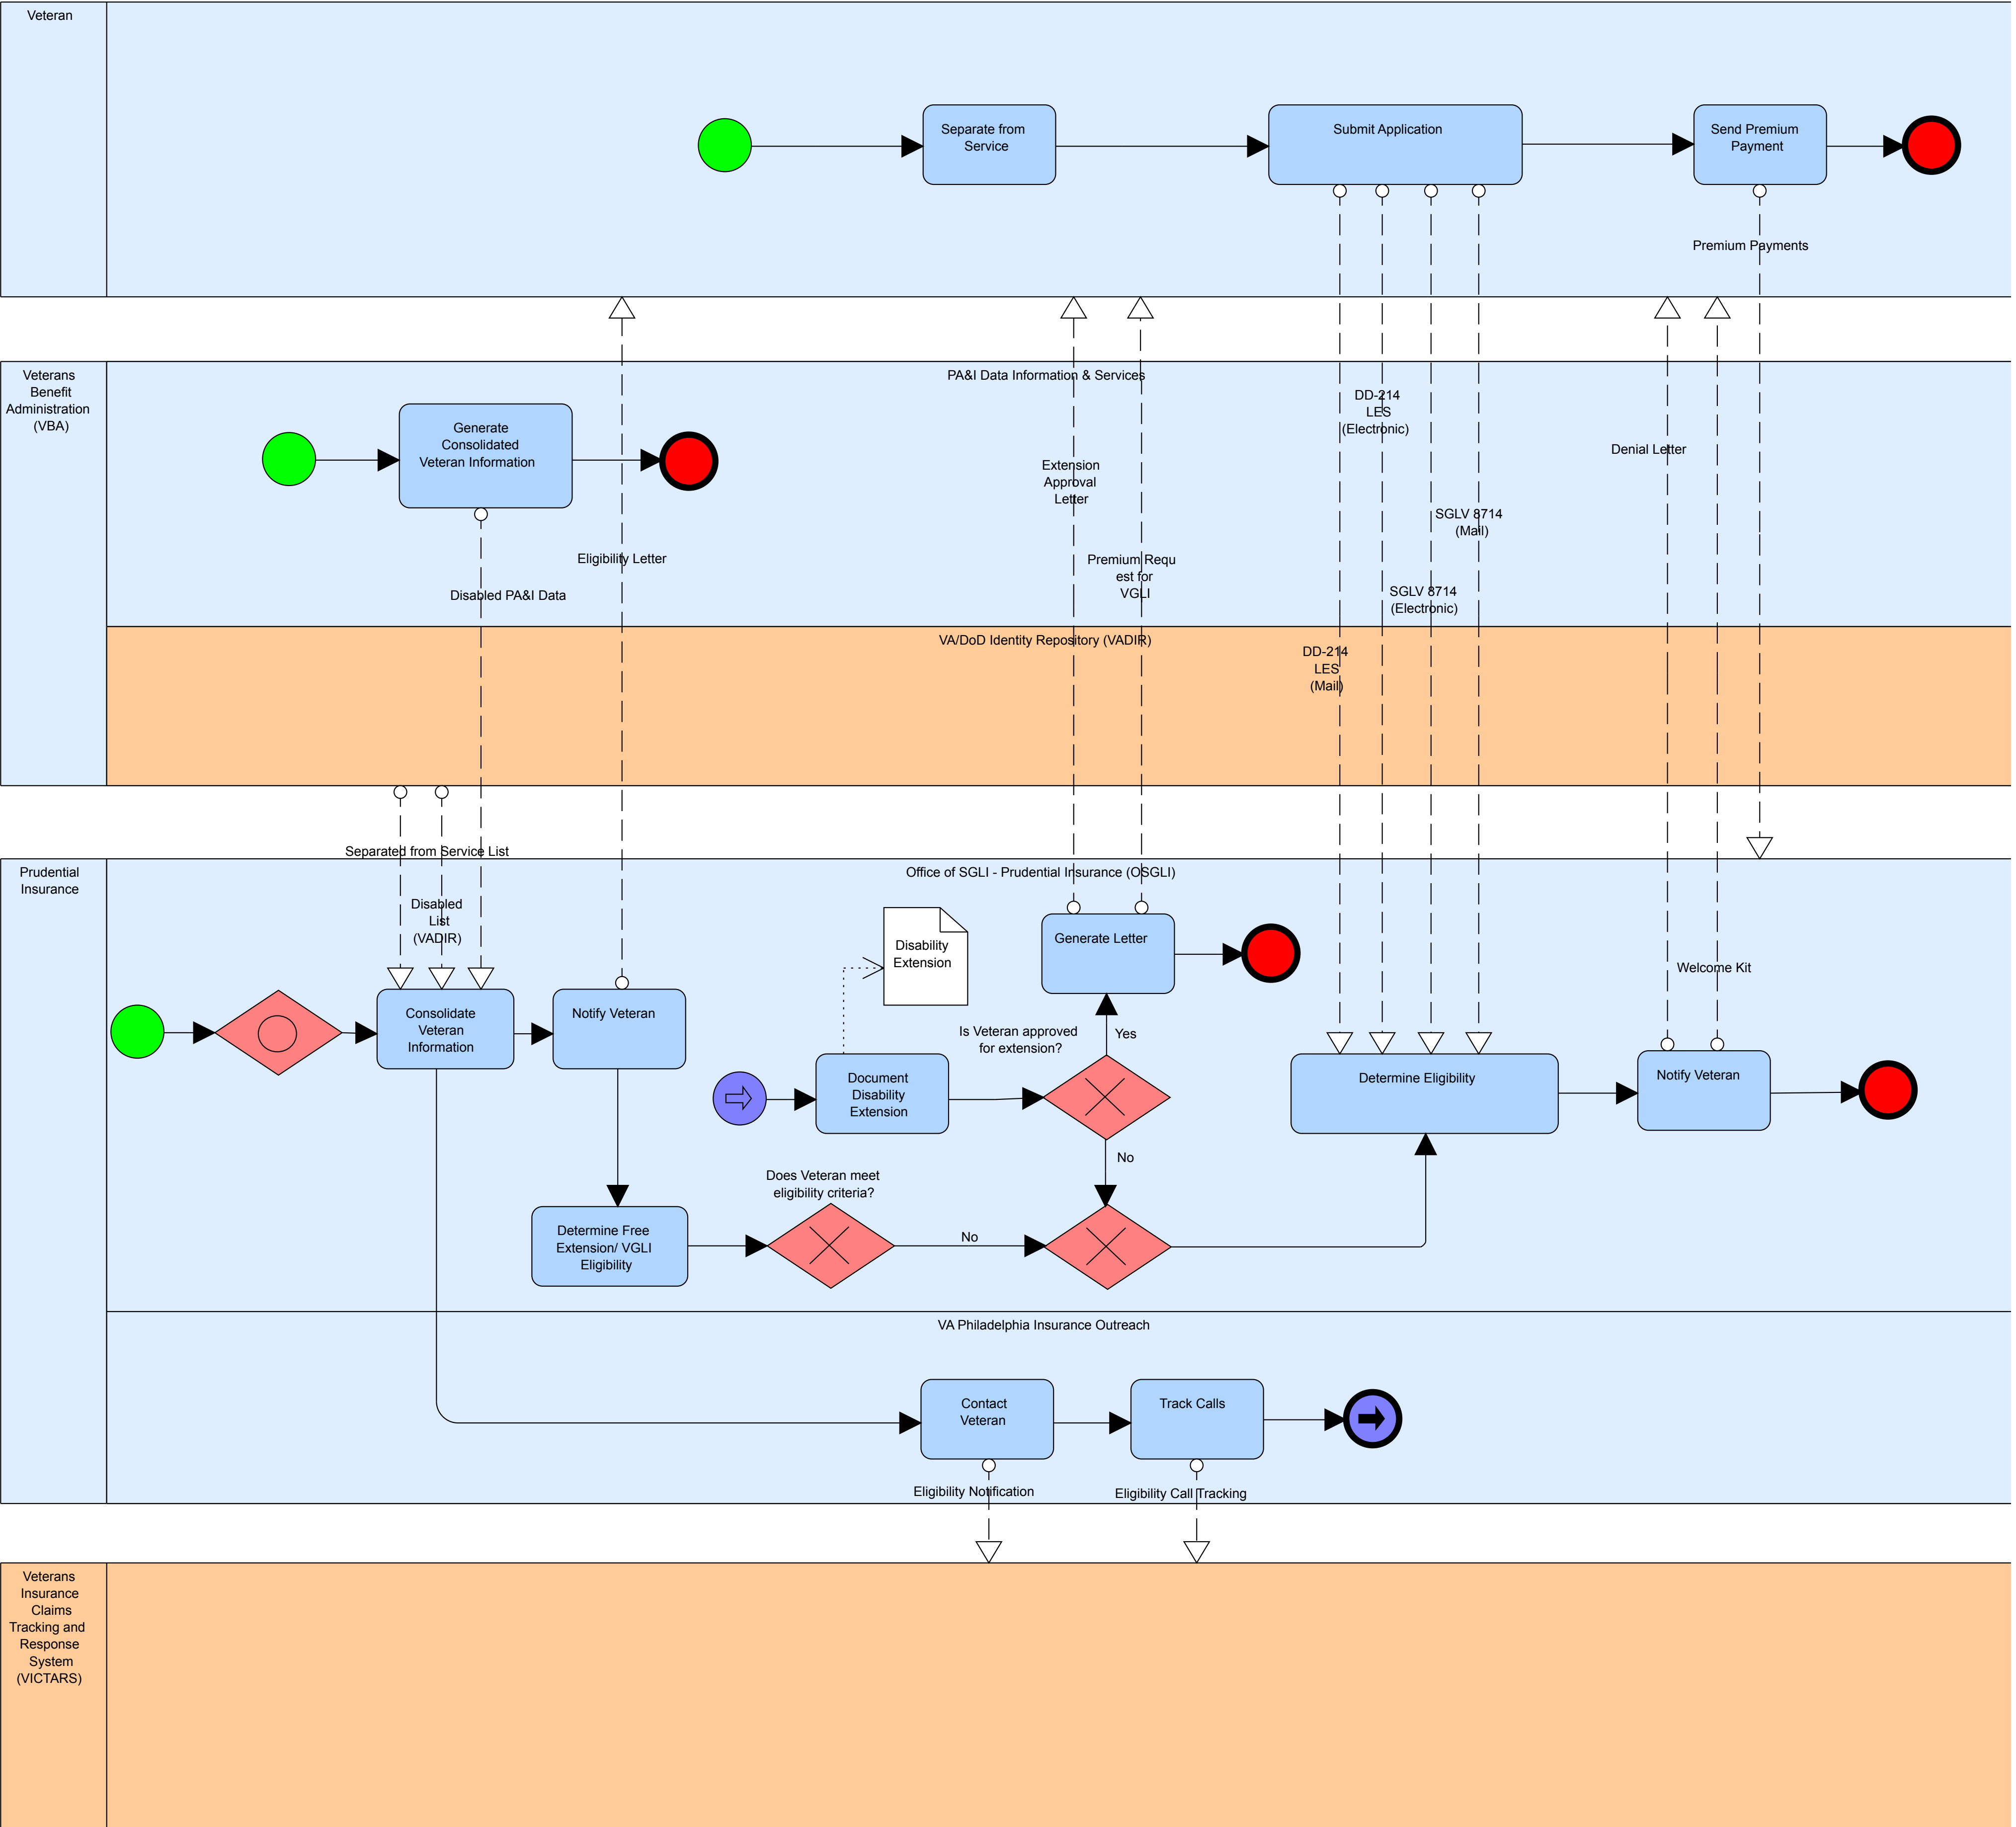 Veteran
Separate from
Service
Submit Application
Send Premium
Payment
Premium Payments
Veterans
Benefit
Administration
(VBA)
PA&I Data Information & Services
Generate
Consolidated
Veteran Information
DD-214
LES
(Electronic)
Denial Letter
Extension
Approval
Letter
SGLV 8714
(Mail)
Eligibility Letter
Premium Requ
est for
VGLI
Disabled PA&I Data
SGLV 8714
(Electronic)
VA/DoD Identity Repository (VADIR)
DD-214
LES
(Mail)
Separated from Service List
Prudential
Insurance
Office of SGLI - Prudential Insurance (OSGLI)
Disabled
List
(VADIR)
Disability
Extension
Generate Letter
Welcome Kit
Consolidate
Veteran
Information
Notify Veteran
Is Veteran approved
for extension?
Yes
Document
Disability
Extension
Determine Eligibility
Notify Veteran
No
Does Veteran meet
eligibility criteria?
Determine Free
Extension/ VGLI
Eligibility
No
VA Philadelphia Insurance Outreach
Contact
Veteran
Track Calls
Eligibility Notification
Eligibility Call Tracking
Veterans
Insurance
Claims
Tracking and
Response
System
(VICTARS)